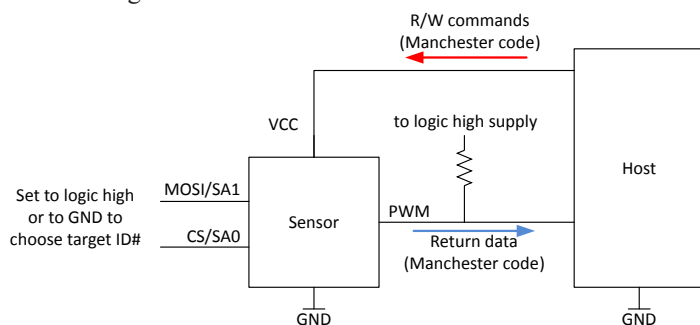 R/W commands
(Manchester code)
VCC
to logic high supply
Host
Set to logic high
or to GND to
choose target ID#
MOSI/SA1
CS/SA0
Sensor
PWM
Return data
(Manchester code)
GND
GND